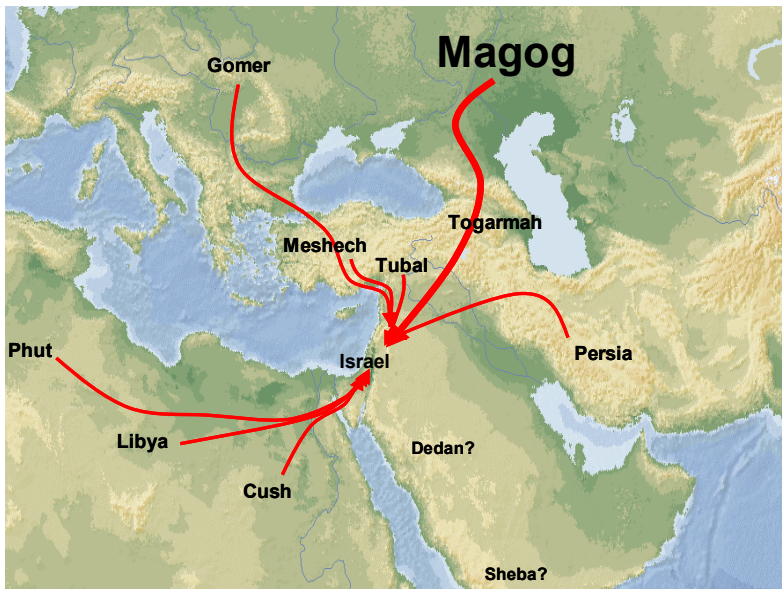 Magog
Gomer
Togarmah
Meshech
Tubal
Phut
Israel
Persia
Libya
Dedan?
Cush
Sheba?